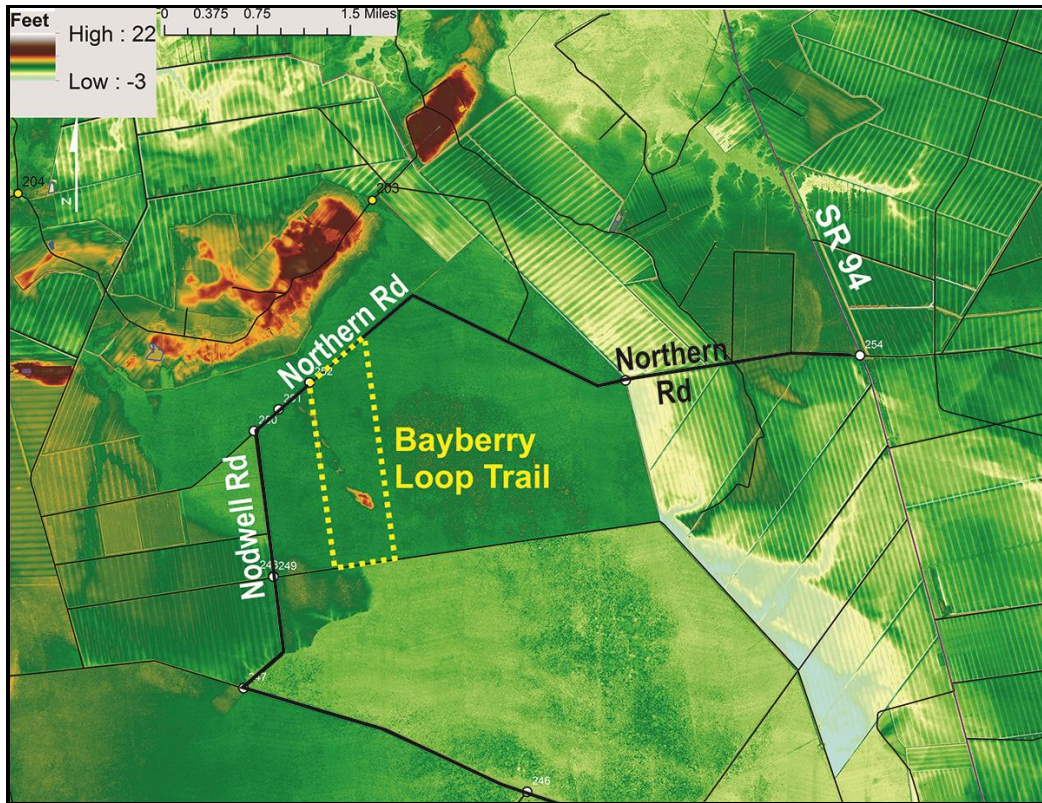 Feet
High : 22
Low : -3
0 0.375 0.75 1.5 Miles
N
204
203
SR 94
Northern Rd
252
251
Northern
Rd
254
Bayberry
Loop Trail
Nodwell Rd
249
246